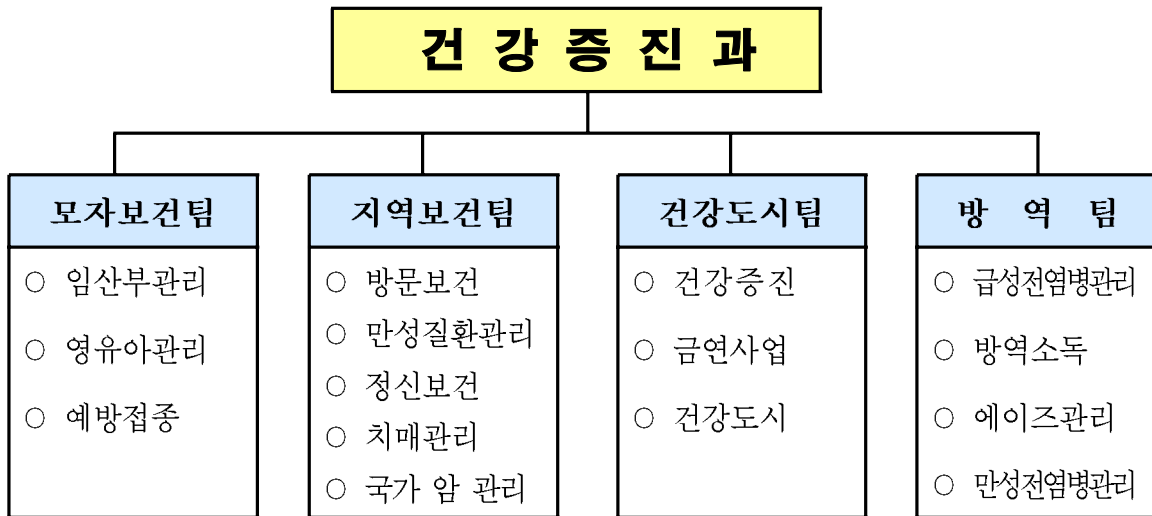 건 강 증 진 과
모자보건팀
○ 임산부관리
○ 영유아관리
○ 예방접종
지역보건팀
○ 방문보건
○ 만성질환관리
○ 정신보건
○ 치매관리
○ 국가 암 관리
건강도시팀
○ 건강증진
○ 금연사업
○ 건강도시
방 역 팀
○ 급성전염병관리
○ 방역소독
○ 에이즈관리
○ 만성전염병관리